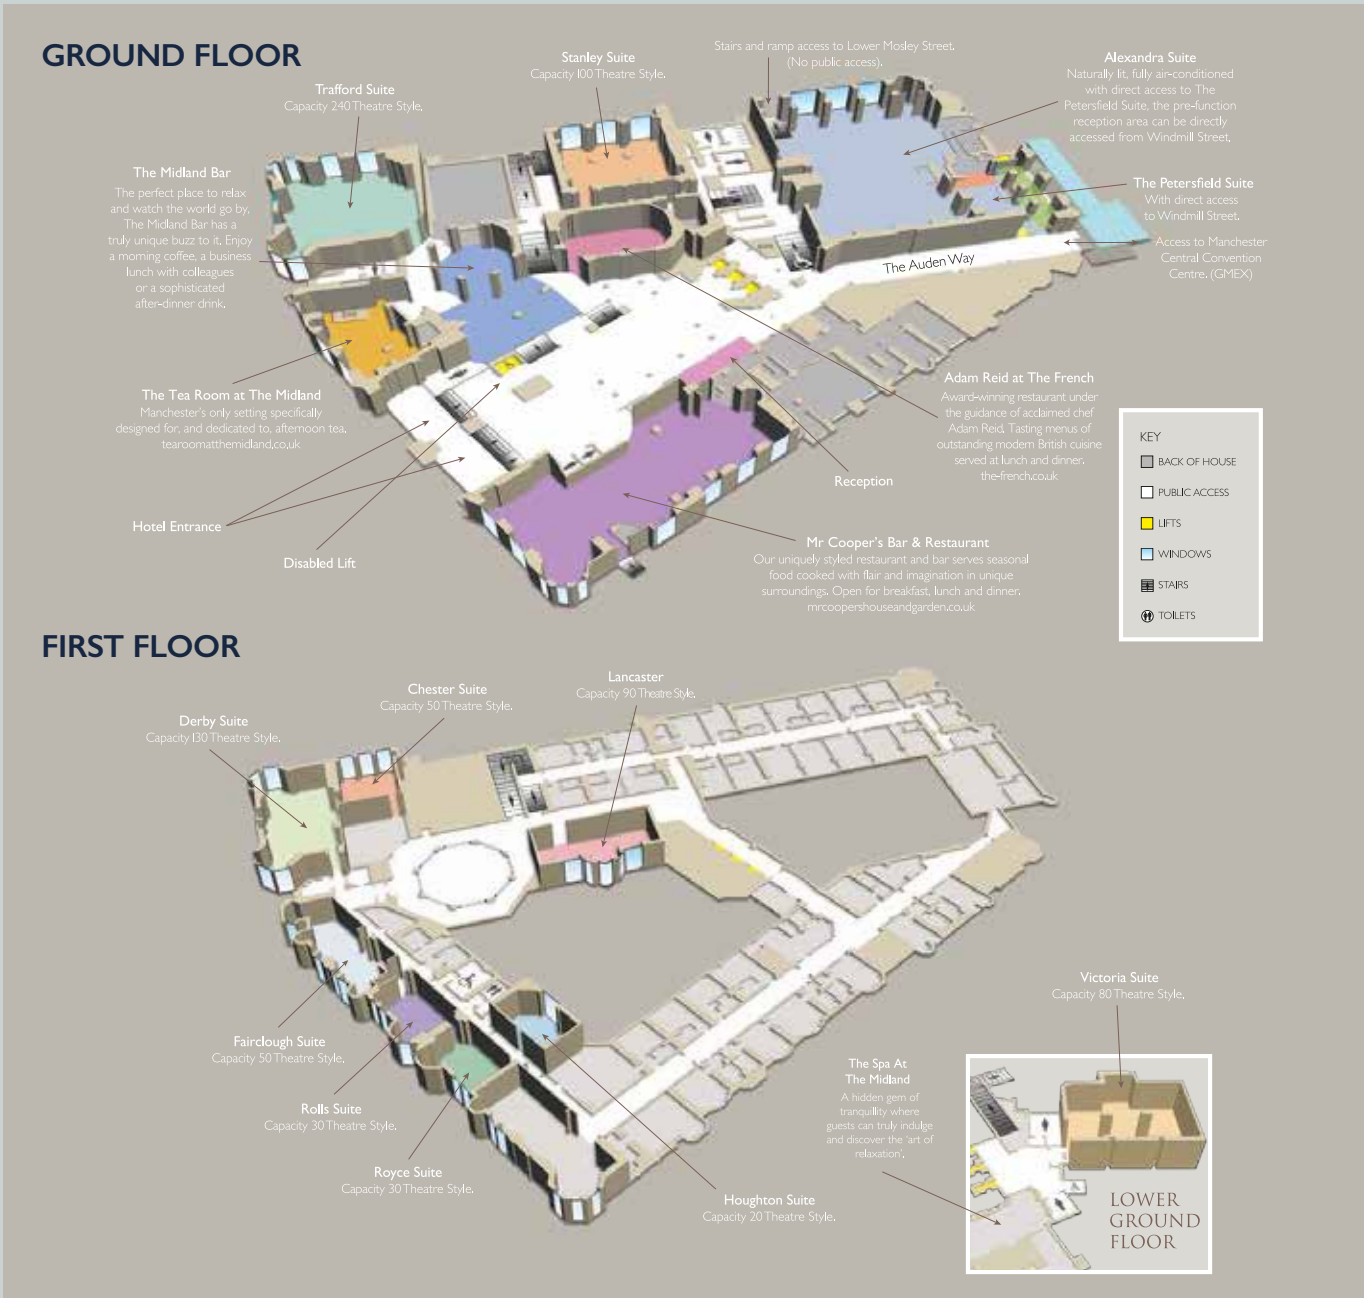 GROUND FLOOR
Stanley Suite
Capacity 100 Theatre Style.
Stairs and ramp access to Lower Mosley Street.
(No public access).
Alexandra Suite
Naturally lit, fully air-conditioned
with direct access to The
Petersfield Suite, the pre-function
reception area can be directly
accessed from Windmill Street.
Trafford Suite
Capacity 240 Theatre Style.
The Midland Bar
The perfect place to relax
and watch the world go by.
The Midland Bar has a
truly unique buzz to it. Enjoy
a morning coffee, a business
lunch with colleagues
or a sophisticated
after-dinner drink.
The Petersfield Suite
With direct access
to Windmill Street.
Access to Manchester
Central Convention
Centre. (GMEX)
The Auden Way
The Tea Room at The Midland
Manchester's only setting specifically
designed for, and dedicated to, afternoon tea.
tearoomatthemidland.co.uk
Adam Reid at The French
Award-winning restaurant under
the guidance of acclaimed chef
Adam Reid. Tasting menus of
outstanding modern British cuisine
served at lunch and dinner.
the-french.co.uk
Reception
Hotel Entrance
Disabled Lift
Mr Cooper's Bar & Restaurant
Our uniquely styled restaurant and bar serves seasonal
food cooked with flair and imagination in unique
surroundings. Open for breakfast, lunch and dinner.
mrcoopershouseandgarden.co.uk
KEY
BACK OF HOUSE
PUBLIC ACCESS
LIFTS
WINDOWS
STAIRS
TOILETS
FIRST FLOOR
Lancaster
Capacity 90 Theatre Style.
Chester Suite
Capacity 50 Theatre Style.
Derby Suite
Capacity 130 Theatre Style.
Fairclough Suite
Capacity 50 Theatre Style.
Rolls Suite
Capacity 30 Theatre Style.
Royce Suite
Capacity 30 Theatre Style.
Houghton Suite
Capacity 20 Theatre Style.
Victoria Suite
Capacity 80 Theatre Style.
The Spa At
The Midland
A hidden gem of
tranquillity where
guests can truly indulge
and discover the 'art of
relaxation'.
LOWER
GROUND
FLOOR